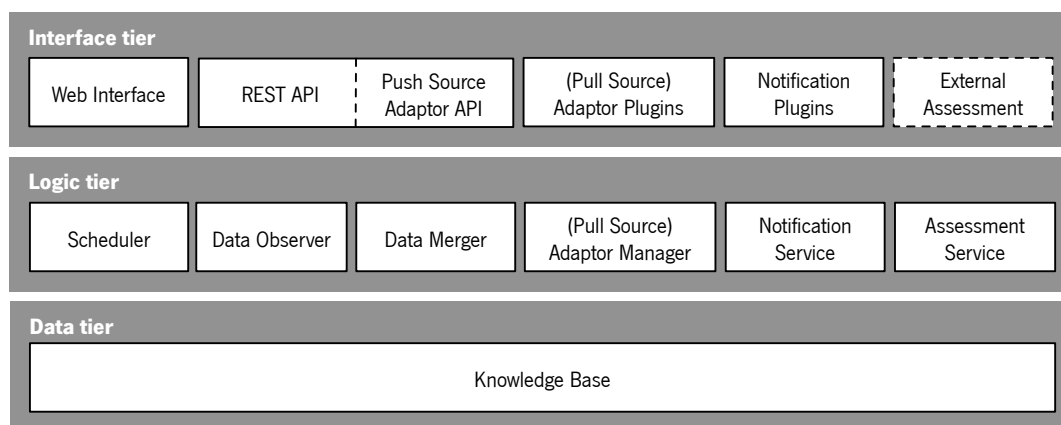 Interface tier
Web Interface
REST API
Push Source
Adaptor API
(Pull Source)
Adaptor Plugins
Notification
Plugins
External
Assessment
Logic tier
Scheduler
Data Observer
Data Merger
(Pull Source)
Adaptor Manager
Notification
Service
Assessment
Service
Data tier
Knowledge Base